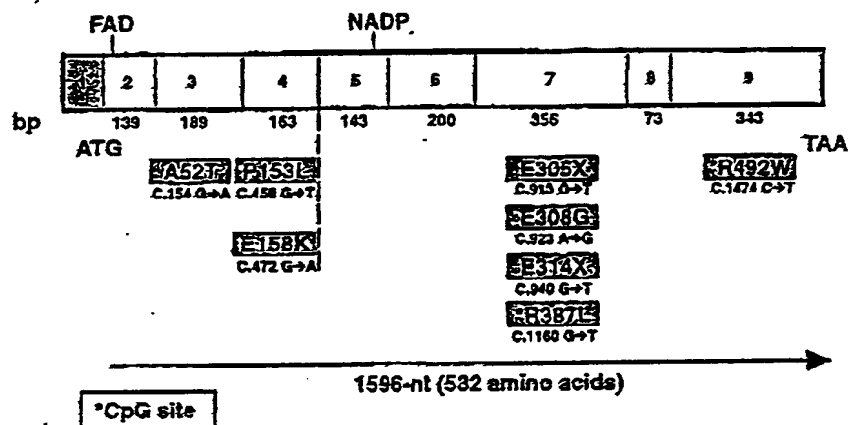 FAD NADP
2 3 4 5 6 7 8 9
bp 139 189 163 143 200 356 73 343
ATG TAA
A52T P153L E305X R492W
C.154 G→A C.458 G→T C.913 G→T C.1474 C→T
E308G
C.923 A→G
E158K E314X
C.472 G→A C.940 G→T
R387L
C.1160 G→T
1596-nt (532 amino acids)
*CpG site